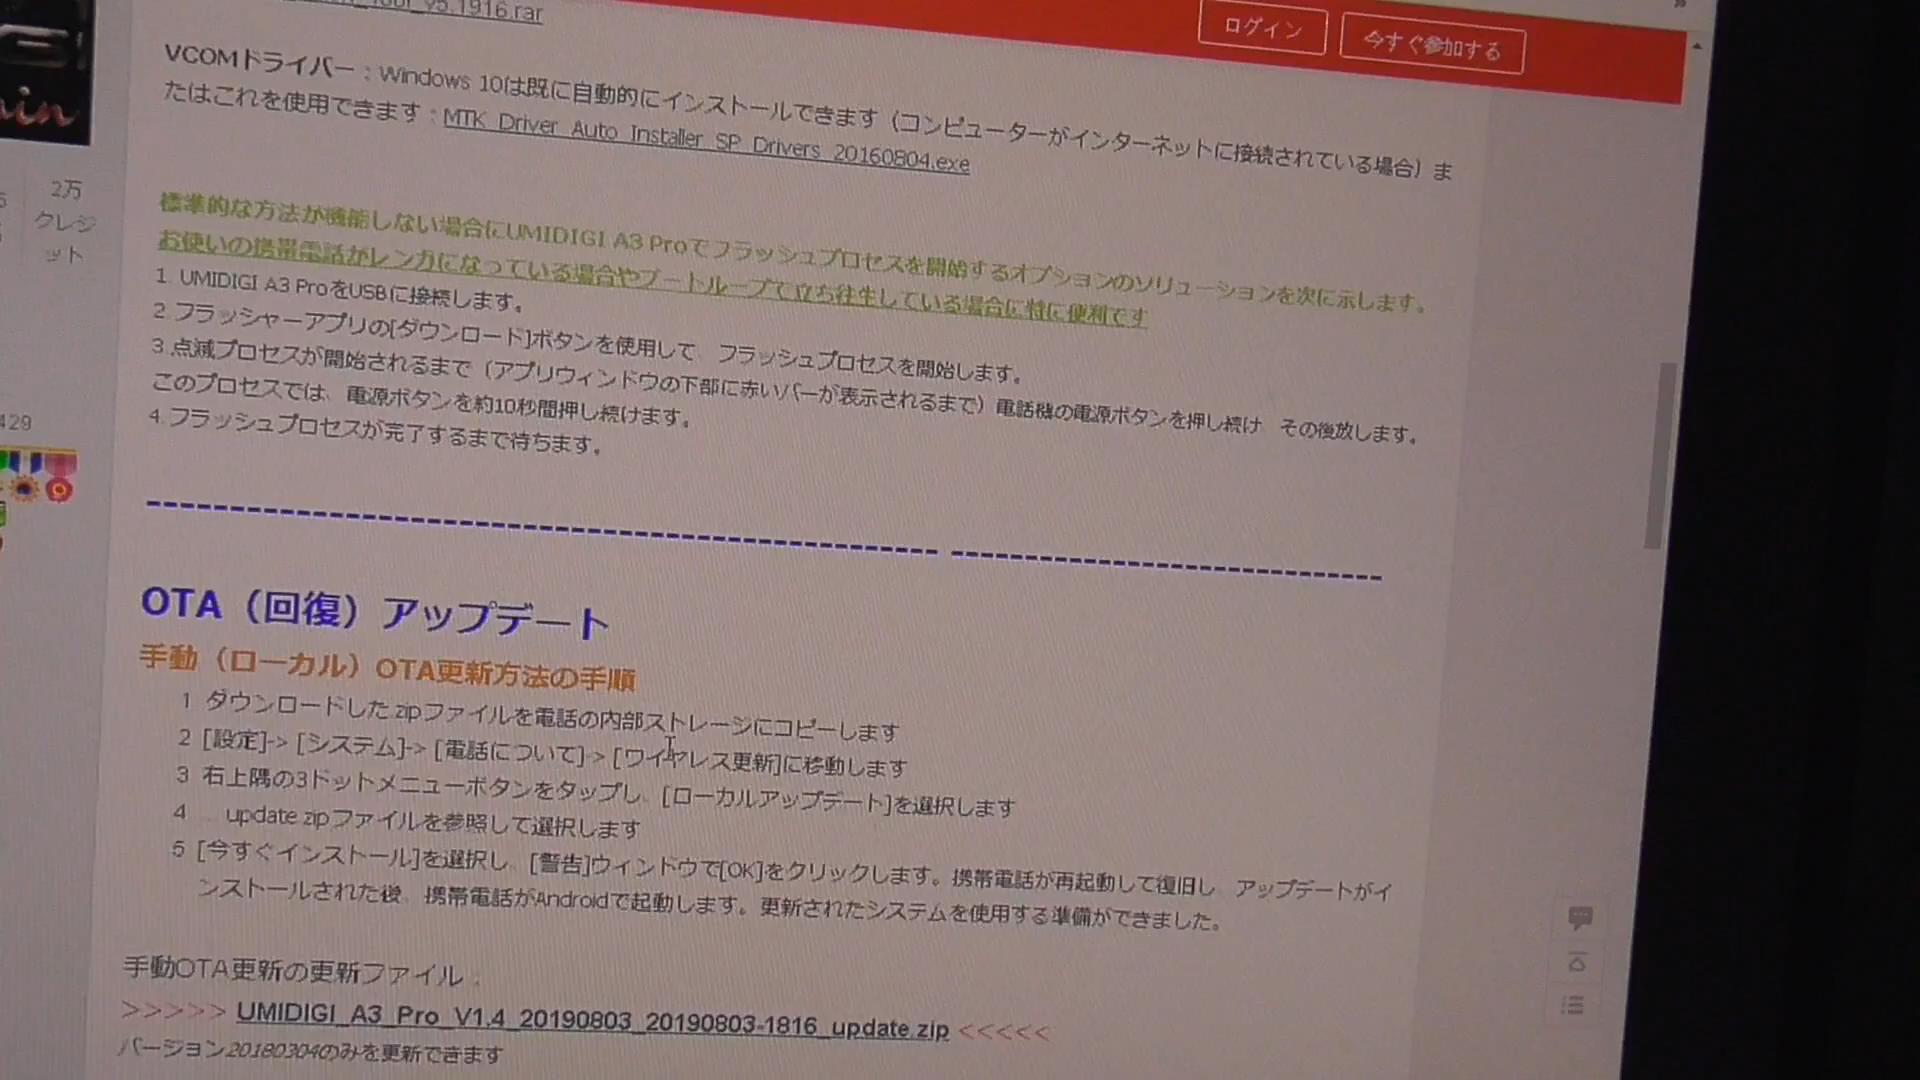 v5.1916.rar
ログイン
今すぐ参加する
VCOMドライバー：Windows 10は既に自動的にインストールできます（コンピューターがインターネットに接続されている場合）ま
たはこれを使用できます：MTK_Driver_Auto_Installer_SP_Drivers_20160804.exe
2万
クレジ
ット
標準的な方法が機能しない場合にUMIDIGI A3 Proでフラッシュプロセスを開始するオプションのソリューションを次に示します。
お使いの携帯電話がレンガになっている場合やブートループで立ち往生している場合に特に便利です
1. UMIDIGI A3 ProをUSBに接続します。
2.フラッシャーアプリの[ダウンロード]ボタンを使用して、フラッシュプロセスを開始します。
3.点滅プロセスが開始されるまで（アプリウィンドウの下部に赤いバーが表示されるまで）電話機の電源ボタンを押し続け、その後放します。
このプロセスでは、電源ボタンを約10秒間押し続けます。
4.フラッシュプロセスが完了するまで待ちます。
429
OTA（回復）アップデート
手動（ローカル）OTA更新方法の手順
1 ダウンロードした.zipファイルを電話の内部ストレージにコピーします
2 [設定]-> [システム]-> [電話について]-> [ワイヤレス更新]に移動します
3 右上隅の3ドットメニューボタンをタップし、[ローカルアップデート]を選択します
4 update.zipファイルを参照して選択します
5 [今すぐインストール]を選択し、[警告]ウィンドウで[OK]をクリックします。携帯電話が再起動して復旧し、アップデートがイ
ンストールされた後、携帯電話がAndroidで起動します。更新されたシステムを使用する準備ができました。
手動OTA更新の更新ファイル：
>>>>> UMIDIGI_A3_Pro_V1.4_20190803_20190803-1816_update.zip <<<<<
バージョン20180304のみを更新できます